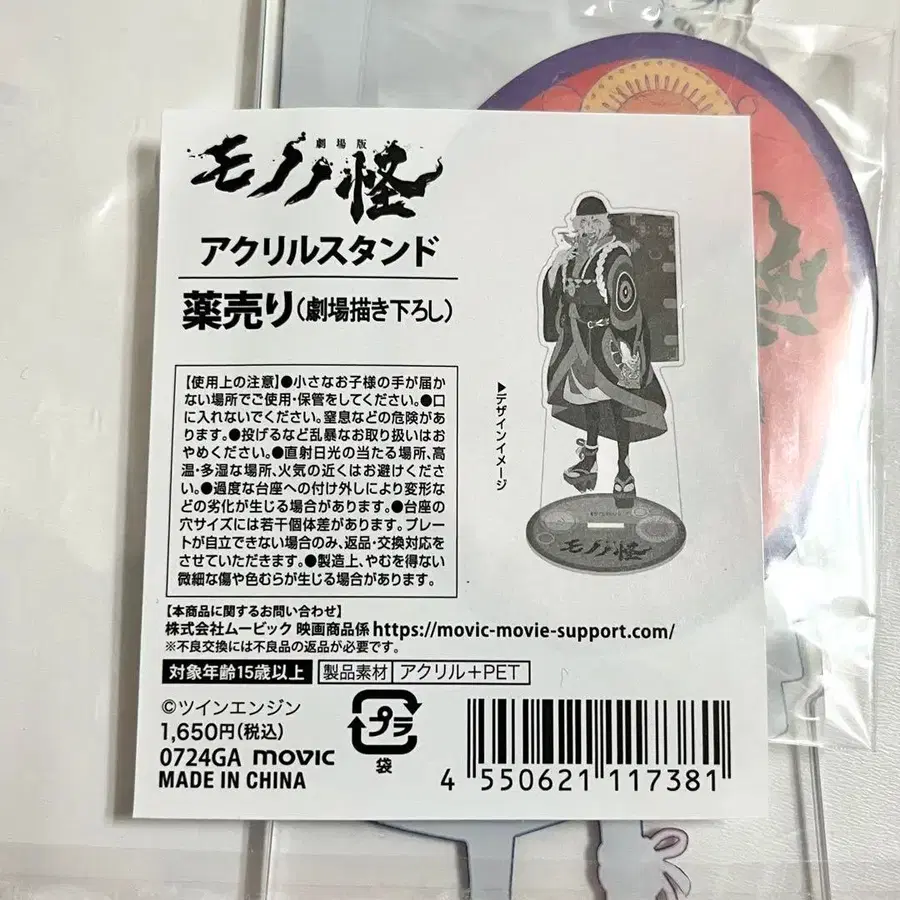 劇場版
モノノ怪
アクリルスタンド
薬売り(劇場描き下ろし)
【使用上の注意】●小さなお子様の手が届か
ない場所でご使用・保管をしてください。●口
に入れないでください。窒息などの危険があ
ります。●投げるなど乱暴なお取り扱いはお
やめください。●直射日光の当たる場所、高
温・多湿な場所、火気の近くはお避けくださ
い。●過度な台座への付け外しにより変形な
どの劣化が生じる場合があります。●台座の
穴サイズには若干個体差があります。プレー
トが自立できない場合のみ、返品・交換対応を
させていただきます。●製造上、やむを得ない
微細な傷や色むらが生じる場合があります。
▶デザインイメージ
モノノ怪
【本商品に関するお問い合わせ】
株式会社ムービック 映画商品係 https://movic-movie-support.com/
※不良交換には不良品の返品が必要です。
対象年齢15歳以上 製品素材 アクリル+PET
©ツインエンジン
1,650円(税込)
0724GA movic
MADE IN CHINA
プラ
袋
4 550621 117381